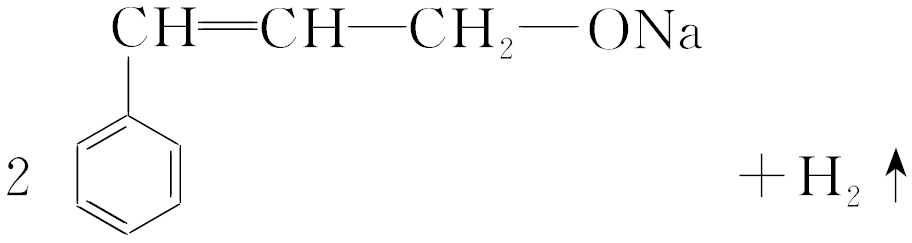 CH=CH—CH₂—ONa
2 + H₂ ↑